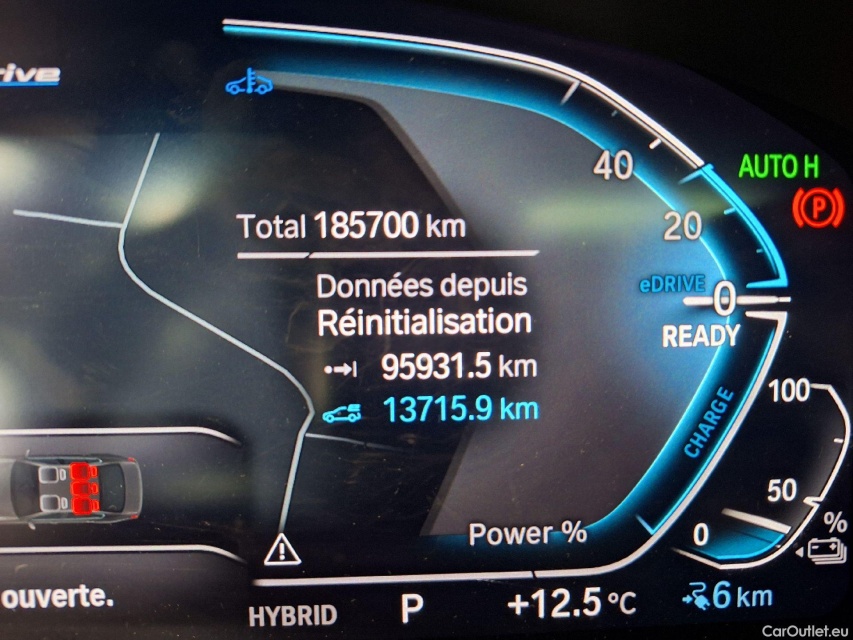 rive
AUTO H
P
40
Total 185700 km
20
Données depuis
Réinitialisation
eDRIVE
0
READY
95931.5 km
13715.9 km
CHARGE
100
50
0
%
Power %
ouverte.
HYBRID
P
+12.5°C
6 km
CarOutlet.eu